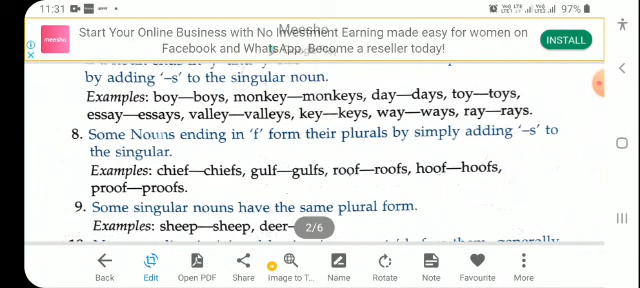 11:31
97%
Start Your Online Business with No Investment Earning made easy for women on
Facebook and WhatsApp. Become a reseller today!
meesho
Meesho
INSTALL
by adding '–s' to the singular noun.
Examples: boy—boys, monkey—monkeys, day—days, toy—toys,
essay—essays, valley—valleys, key—keys, way—ways, ray—rays.
8. Some Nouns ending in 'f' form their plurals by simply adding '–s' to
the singular.
Examples: chief—chiefs, gulf—gulfs, roof—roofs, hoof—hoofs,
proof—proofs.
9. Some singular nouns have the same plural form.
Examples: sheep—sheep, deer—
2/6
Back Edit Open PDF Share Image to T... Name Rotate Note Favourite More